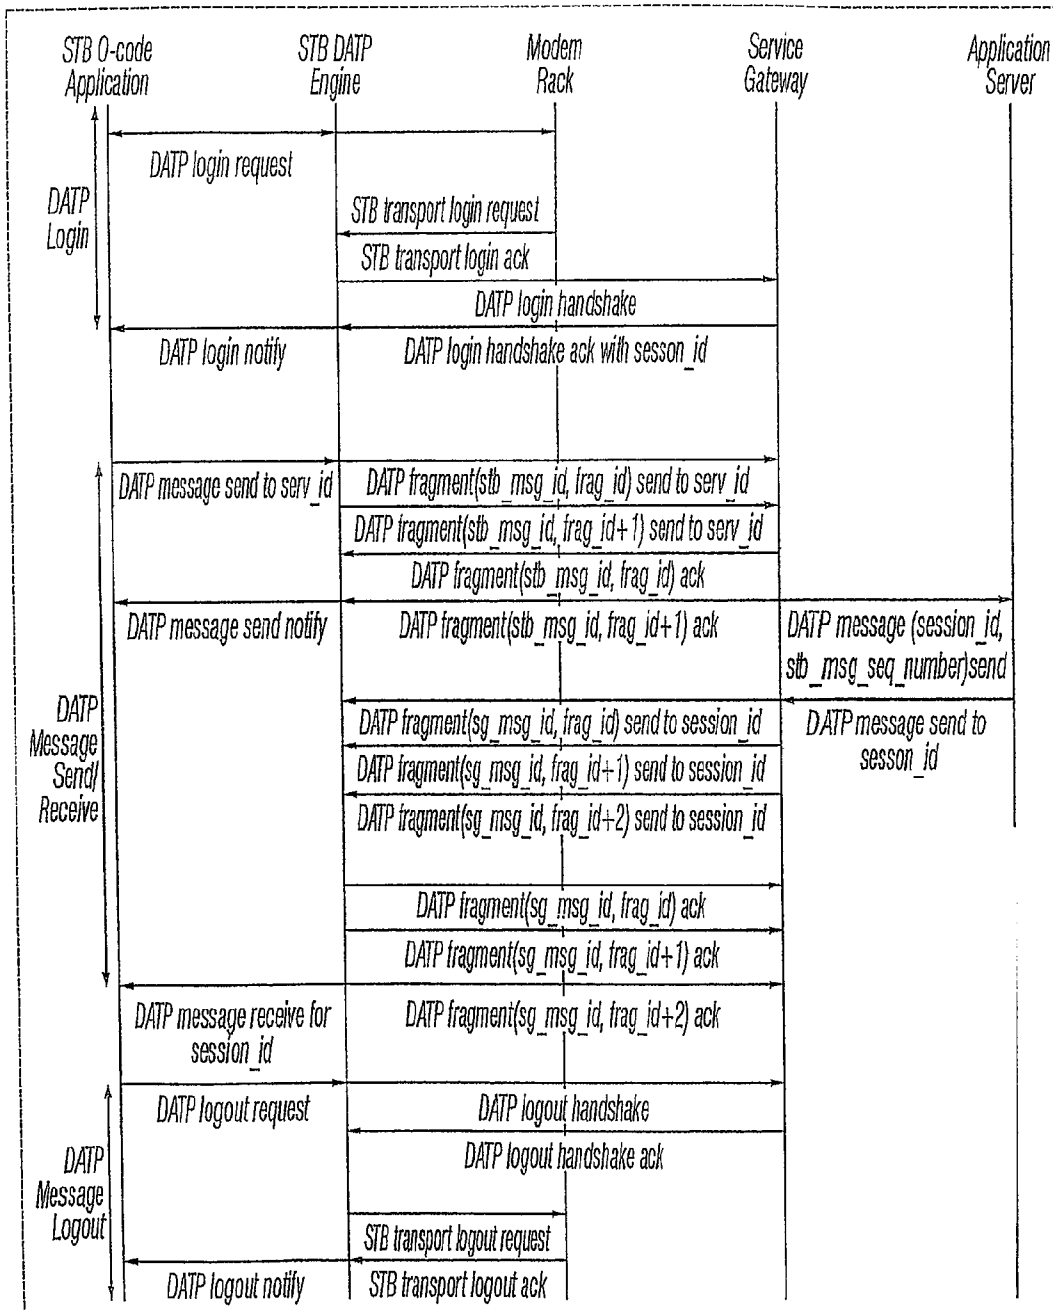 STB O-code
Application
STB DATP
Engine
Modem
Rack
Service
Gateway
Application
Server
DATP login request
DATP
Login
STB transport login request
STB transport login ack
DATP login handshake
DATP login notify
DATP login handshake ack with sesson_id
DATP message send to serv_id
DATP fragment(stb_msg_id, frag_id) send to serv_id
DATP fragment(stb_msg_id, frag_id+1) send to serv_id
DATP fragment(stb_msg_id, frag_id) ack
DATP message send notify
DATP fragment(stb_msg_id, frag_id+1) ack
DATP message (session_id,
stb_msg_seq_number)send
DATP
Message
Send/
Receive
DATP fragment(sg_msg_id, frag_id) send to session_id
DATP message send to
sesson_id
DATP fragment(sg_msg_id, frag_id+1) send to session_id
DATP fragment(sg_msg_id, frag_id+2) send to session_id
DATP fragment(sg_msg_id, frag_id) ack
DATP fragment(sg_msg_id, frag_id+1) ack
DATP message receive for
session_id
DATP fragment(sg_msg_id, frag_id+2) ack
DATP logout request
DATP logout handshake
DATP logout handshake ack
DATP
Message
Logout
STB transport logout request
DATP logout notify
STB transport logout ack